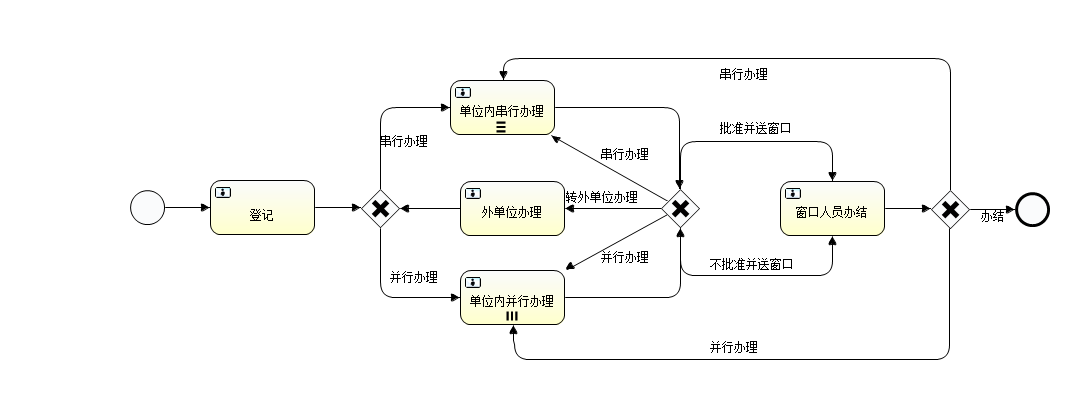 串行办理
单位内串行办理
批准并送窗口
串行办理
串行办理
转外单位办理
登记
外单位办理
窗口人员办结
办结
并行办理
不批准并送窗口
并行办理
单位内并行办理
并行办理